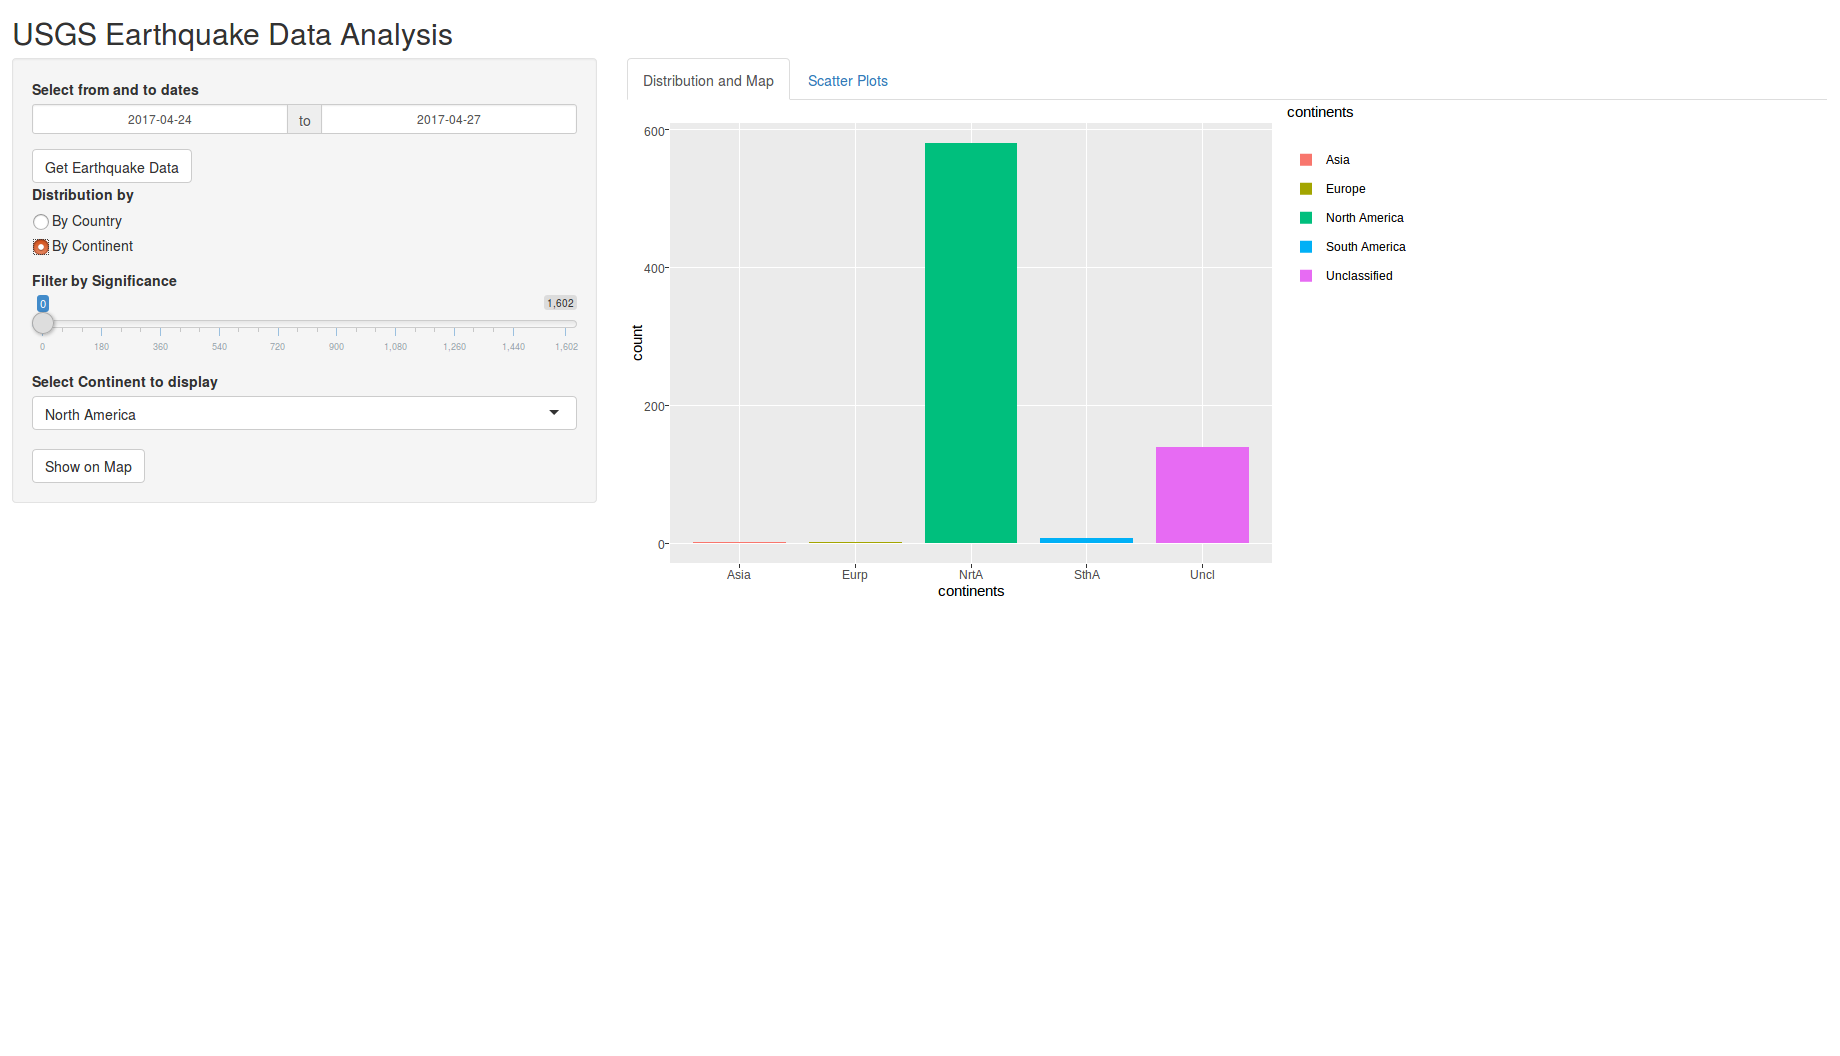 USGS Earthquake Data Analysis
Select from and to dates
2017-04-24 to 2017-04-27
Get Earthquake Data
Distribution by
By Country
By Continent
Filter by Significance
0 1,602
0 180 360 540 720 900 1,080 1,260 1,440 1,602
Select Continent to display
North America
Show on Map
Distribution and Map Scatter Plots
600
400
200
0
count
Asia Eurp NrtA SthA Uncl
continents
continents
Asia
Europe
North America
South America
Unclassified